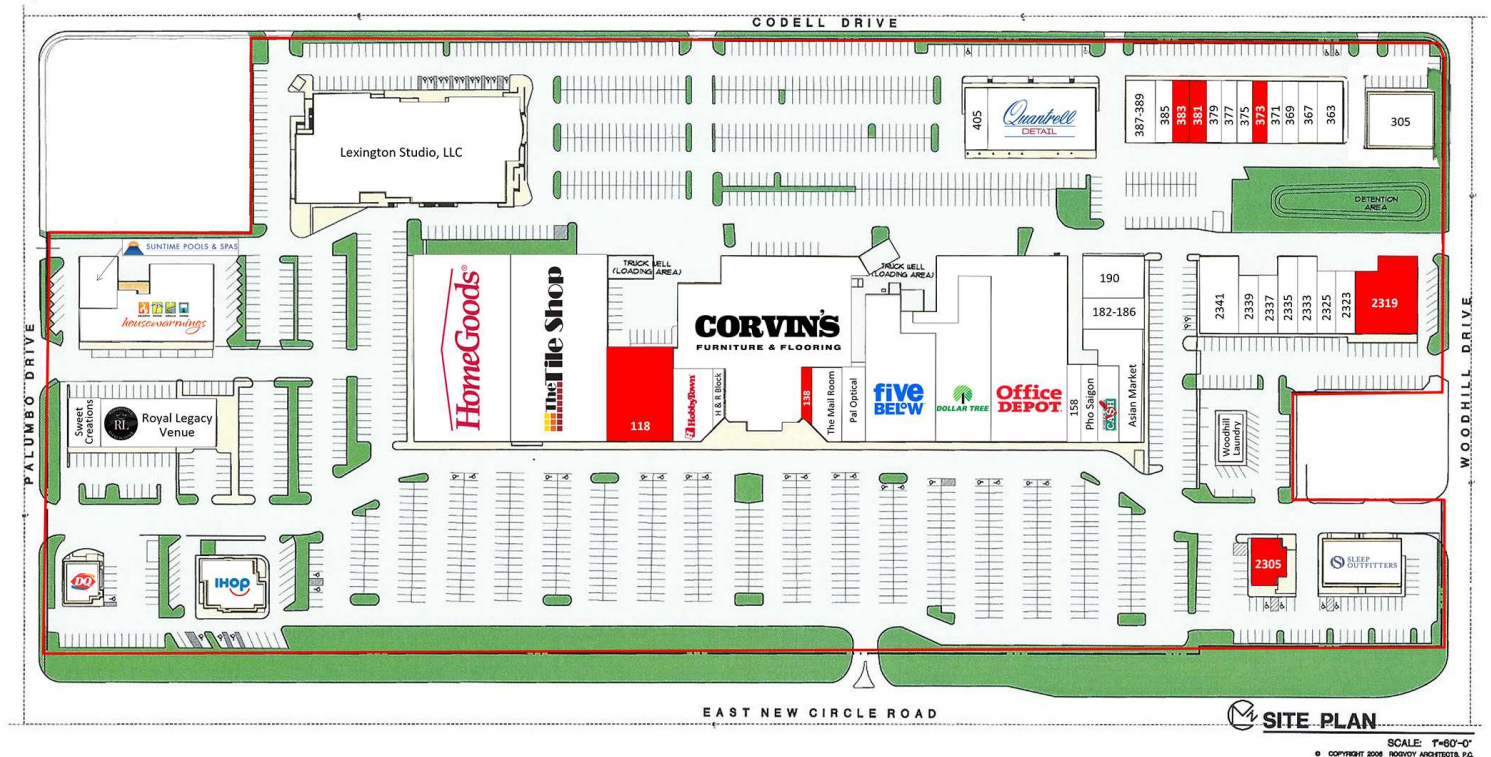 CODELL DRIVE
Lexington Studio, LLC
405
Quantrell
DETAIL
387-389
385
383
381
379
377
375
373
371
369
367
363
305
DETENTION
AREA
SUNTIME POOLS & SPAS
housewarmings
PALUMBO DRIVE
Sweet
Creations
RL
Royal Legacy
Venue
HomeGoods®
The Tile Shop
TRUCK WELL
(LOADING AREA)
118
HobbyTown
H & R Block
CORVIN'S
FURNITURE & FLOORING
138
The Mail Room
Pal Optical
TRUCK WELL
(LOADING AREA)
five
BELOW
DOLLAR TREE
Office
DEPOT
158
190
182-186
Pho Saigon
CASH
Asian Market
2341
2339
2337
2335
2333
2325
2323
2319
WOODHILL DRIVE
Woodhill
Laundry
DQ
IHOP
2305
SLEEP
OUTFITTERS
EAST NEW CIRCLE ROAD
SITE PLAN
SCALE: 1"=60'-0"
© COPYRIGHT 2006 ROGVOY ARCHITECTS, P.C.